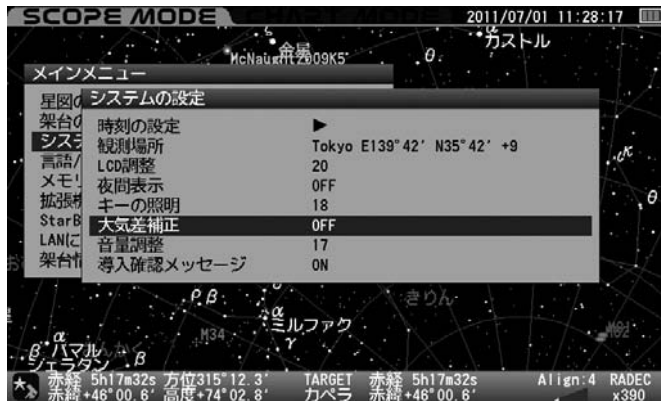 SCOPE MODE
2011/07/01 11:28:17
金星
McNaught2009K5
θ
α
カストル
メインメニュー
星図の
架台の
システ
言語/
メモリ
拡張機
StarB
LANに
架台情
システムの設定
時刻の設定 ▶
観測場所 Tokyo E139°42′ N35°42′ +9
LCD調整 20
夜間表示 OFF
キーの照明 18
大気差補正 OFF
音量調整 17
導入確認メッセージ ON
α
θ
ρ β
きりん
α
ミルファク
γ
M34
α
β ハマル
β
シェラタン
赤経 5h17m32s 方位315°12.3′ TARGET 赤経 5h17m32s Align:4 RADEC
赤緯+46°00.6′ 高度+74°02.8′ カペラ 赤緯+46°00.6′ x390